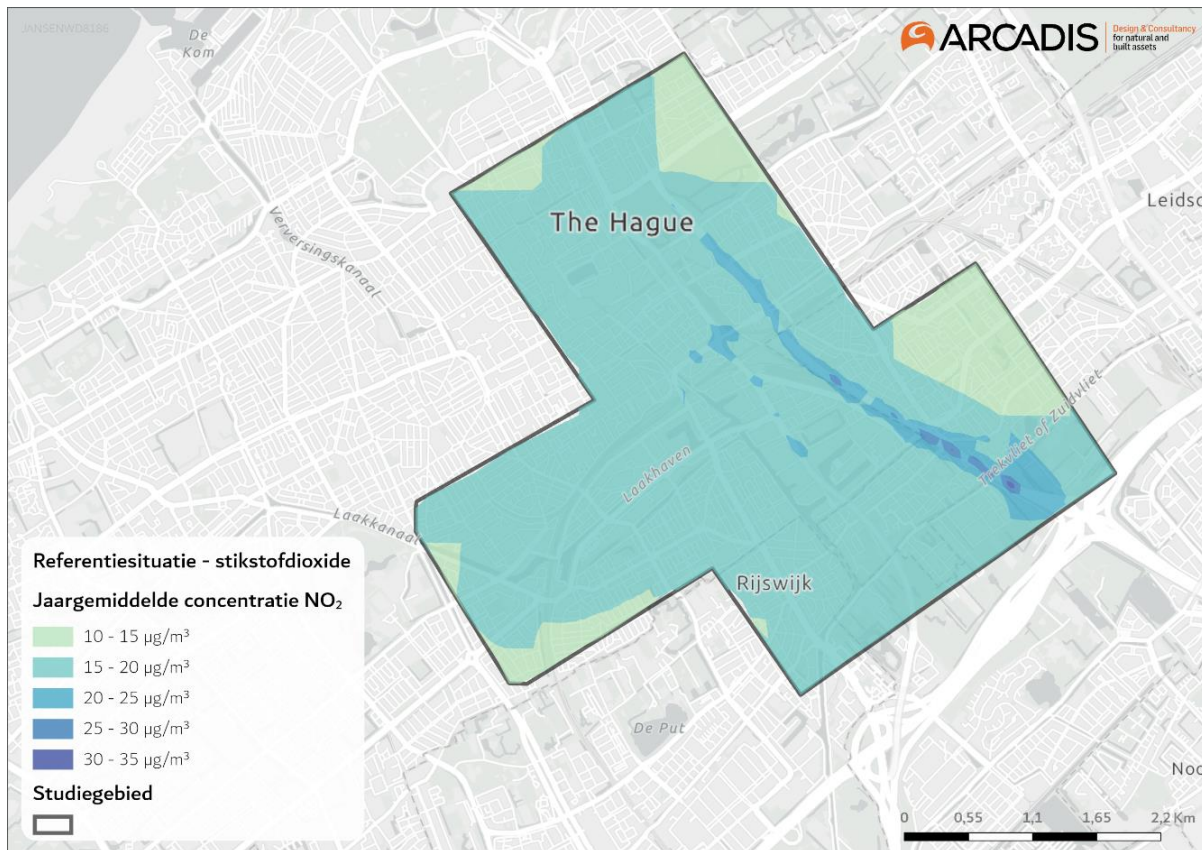 JANSENWD8186
De
Kom
ARCADIS
Design & Consultancy
for natural and
built assets
Verversingskanaal
The Hague
Leidsc
Laakhaven
Trekvliet of Zuidvliet
Laakkanaal
Rijswijk
De Put
Noo
Referentiesituatie - stikstofdioxide
Jaargemiddelde concentratie NO₂
10 - 15 µg/m³
15 - 20 µg/m³
20 - 25 µg/m³
25 - 30 µg/m³
30 - 35 µg/m³
Studiegebied
0 0,55 1,1 1,65 2,2 Km